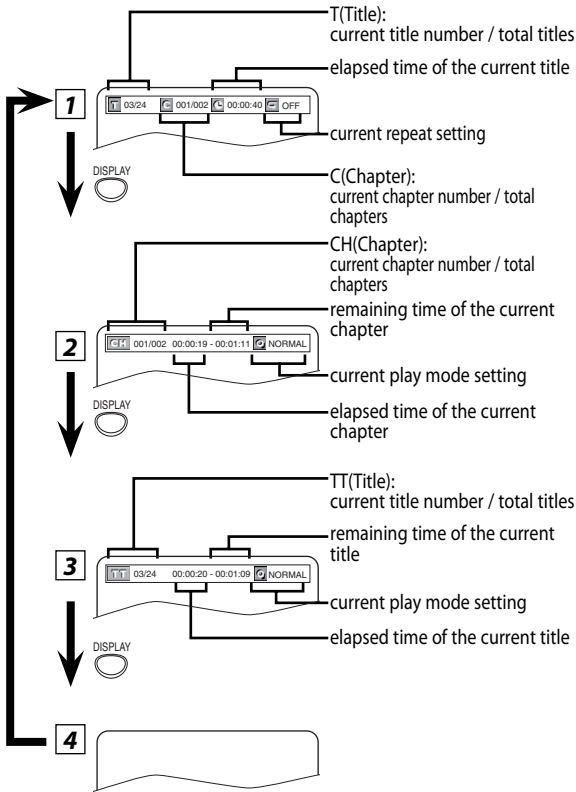 T(Title):
current title number / total titles
elapsed time of the current title
1
T 03/24 C 001/002 00:00:40 OFF
current repeat setting
DISPLAY
C(Chapter):
current chapter number / total
chapters
CH(Chapter):
current chapter number / total
chapters
remaining time of the current
chapter
2
CH 001/002 00:00:19 - 00:01:11 NORMAL
current play mode setting
DISPLAY
elapsed time of the current
chapter
TT(Title):
current title number / total titles
remaining time of the current
title
3
TT 03/24 00:00:20 - 00:01:09 NORMAL
current play mode setting
elapsed time of the current title
DISPLAY
4